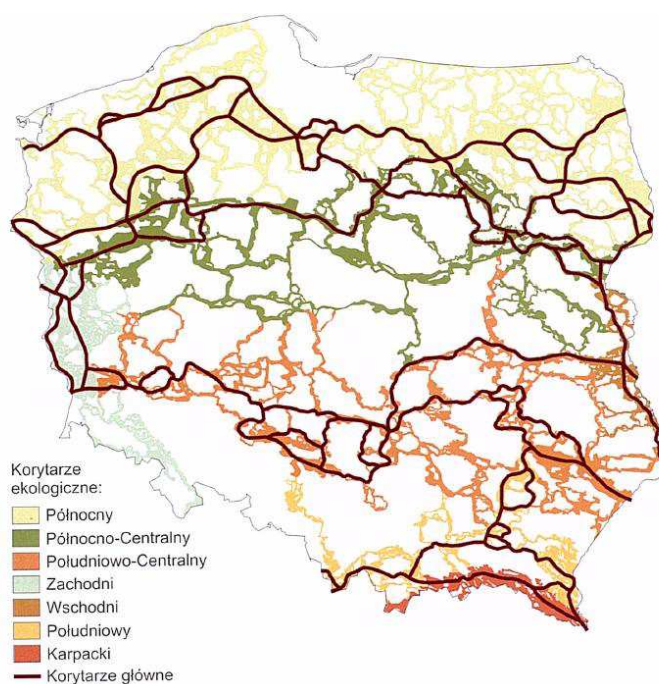 Korytarze
ekologiczne:
Północny
Północno-Centralny
Południowo-Centralny
Zachodni
Wschodni
Południowy
Karpacki
Korytarze główne